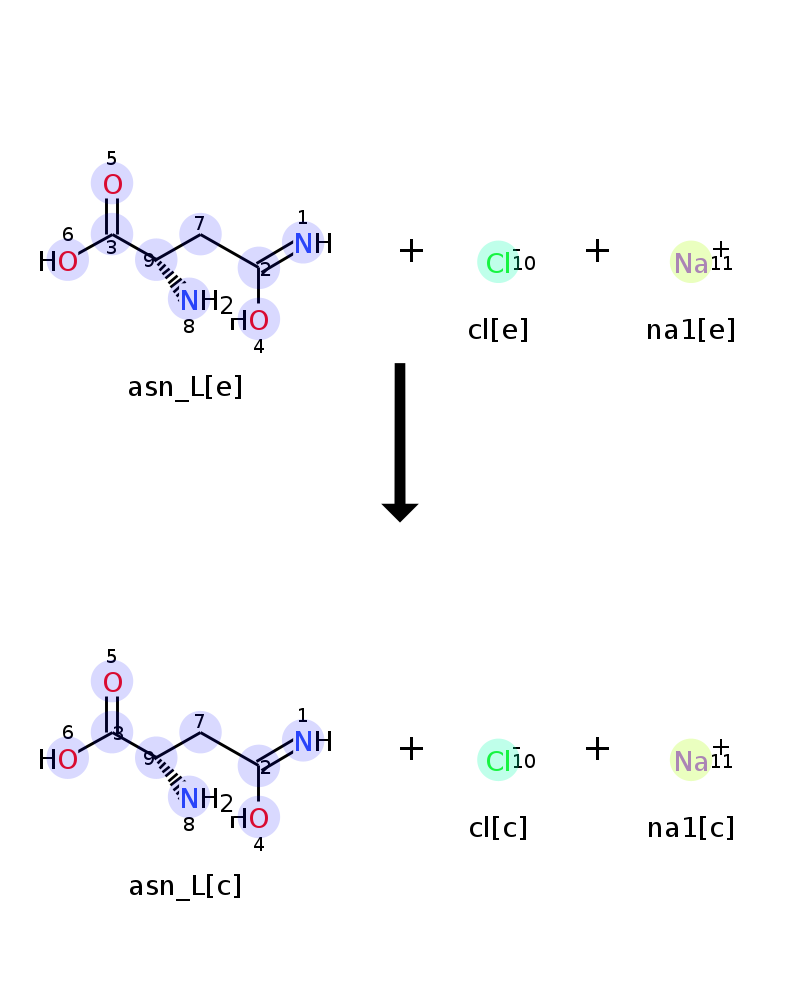 5
O
6
HO
3
9
7
1
NH
2
NH2
8
HO
4
+
Cl-
10
+
Na+
11
asn_L[e]
cl[e]
na1[e]
5
O
6
HO
3
9
7
1
NH
2
NH2
8
HO
4
+
Cl-
10
+
Na+
11
asn_L[c]
cl[c]
na1[c]